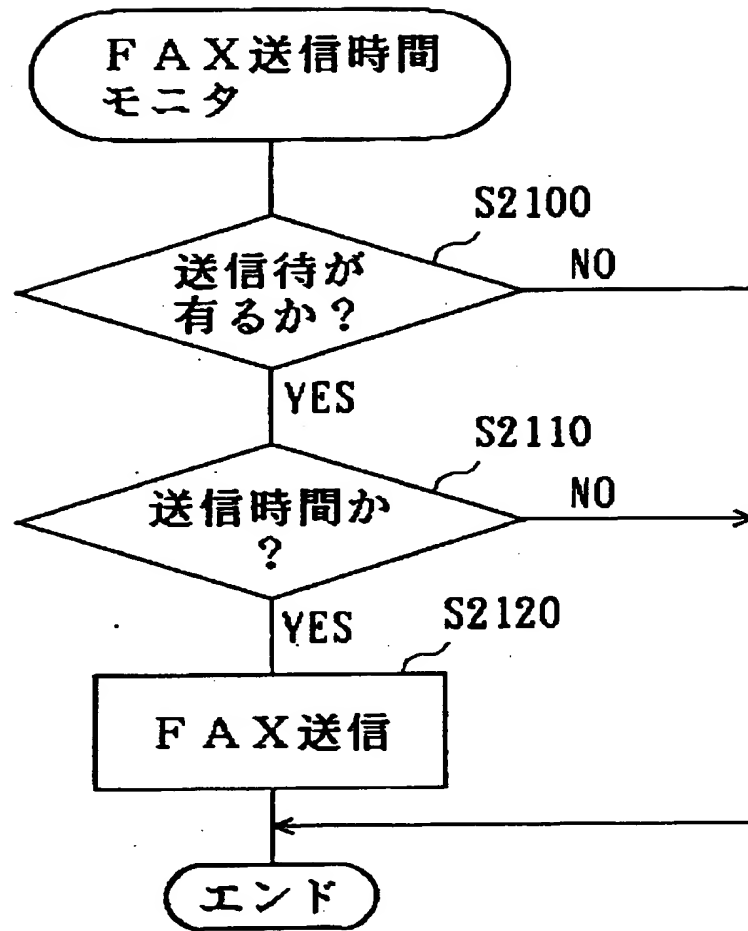 ＦＡＸ送信時間
モニタ
S2100
送信待が
有るか？
NO
YES
S2110
送信時間か
？
NO
YES
S2120
ＦＡＸ送信
エンド